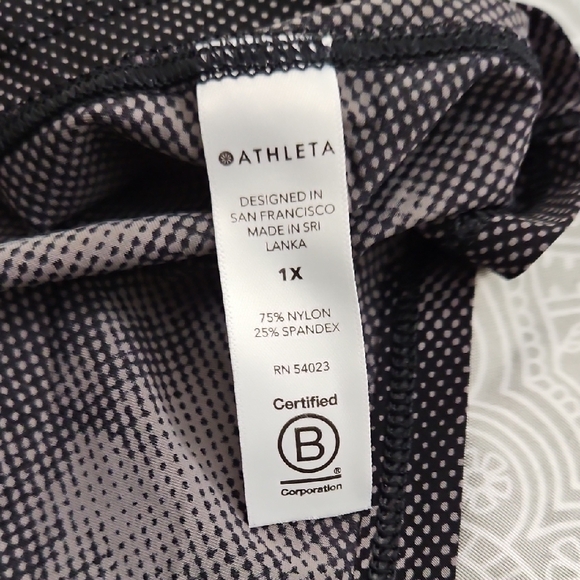 ATHLETA
DESIGNED IN
SAN FRANCISCO
MADE IN SRI
LANKA
1X
75% NYLON
25% SPANDEX
RN 54023
Certified
B
®
Corporation